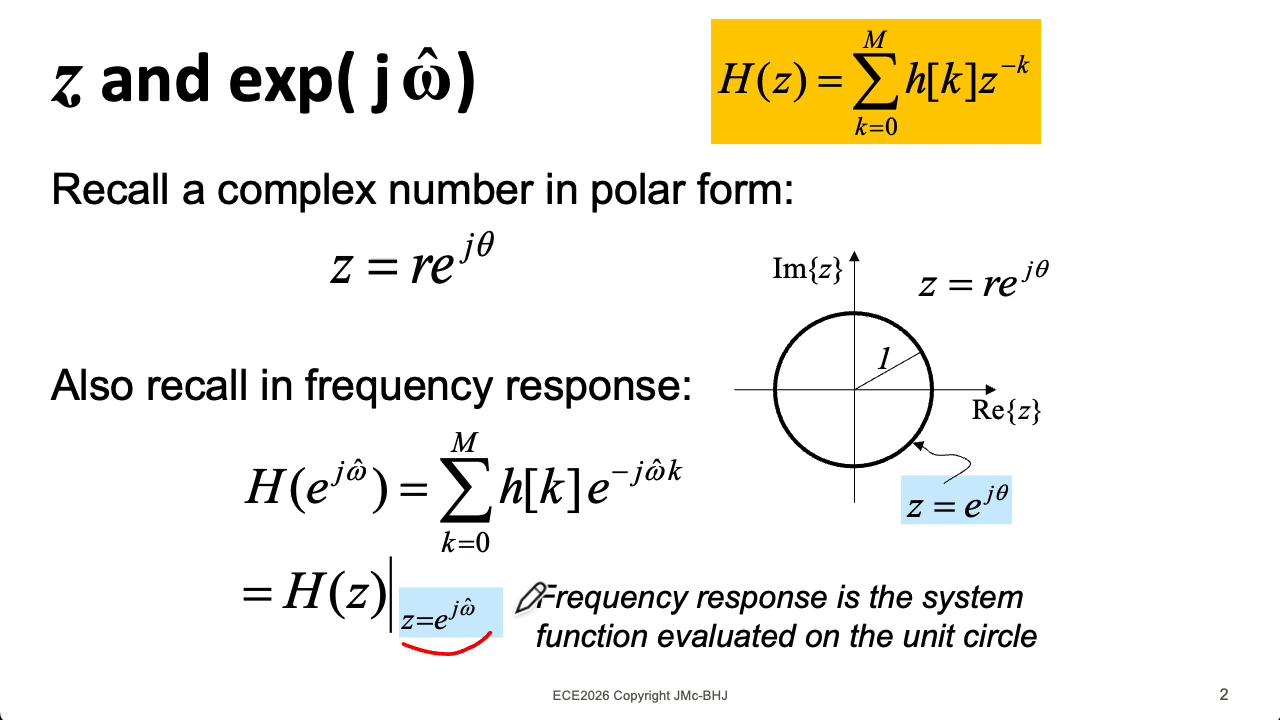 z and exp( j ω̂)
H(z) = ∑_{k=0}^{M} h[k]z^{-k}
Recall a complex number in polar form:
z = re^{jθ}
Im{z}
z = re^{jθ}
1
Re{z}
z = e^{jθ}
Also recall in frequency response:
H(e^{jω̂}) = ∑_{k=0}^{M} h[k]e^{-jω̂k}
= H(z)|_{z=e^{jω̂}}
Frequency response is the system
function evaluated on the unit circle
ECE2026 Copyright JMc-BHJ
2